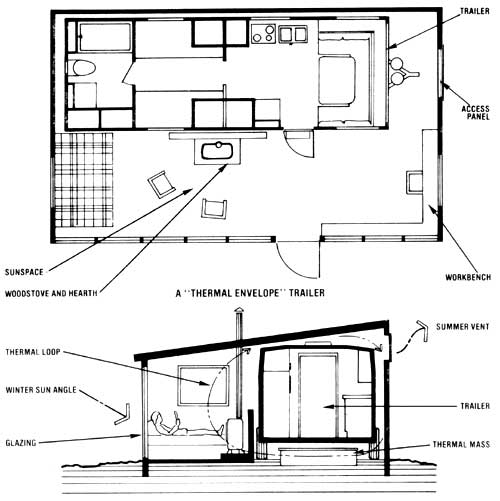 TRAILER
ACCESS
PANEL
SUNSPACE
WOODSTOVE AND HEARTH
A "THERMAL ENVELOPE" TRAILER
WORKBENCH
SUMMER VENT
THERMAL LOOP
WINTER SUN ANGLE
TRAILER
GLAZING
THERMAL MASS